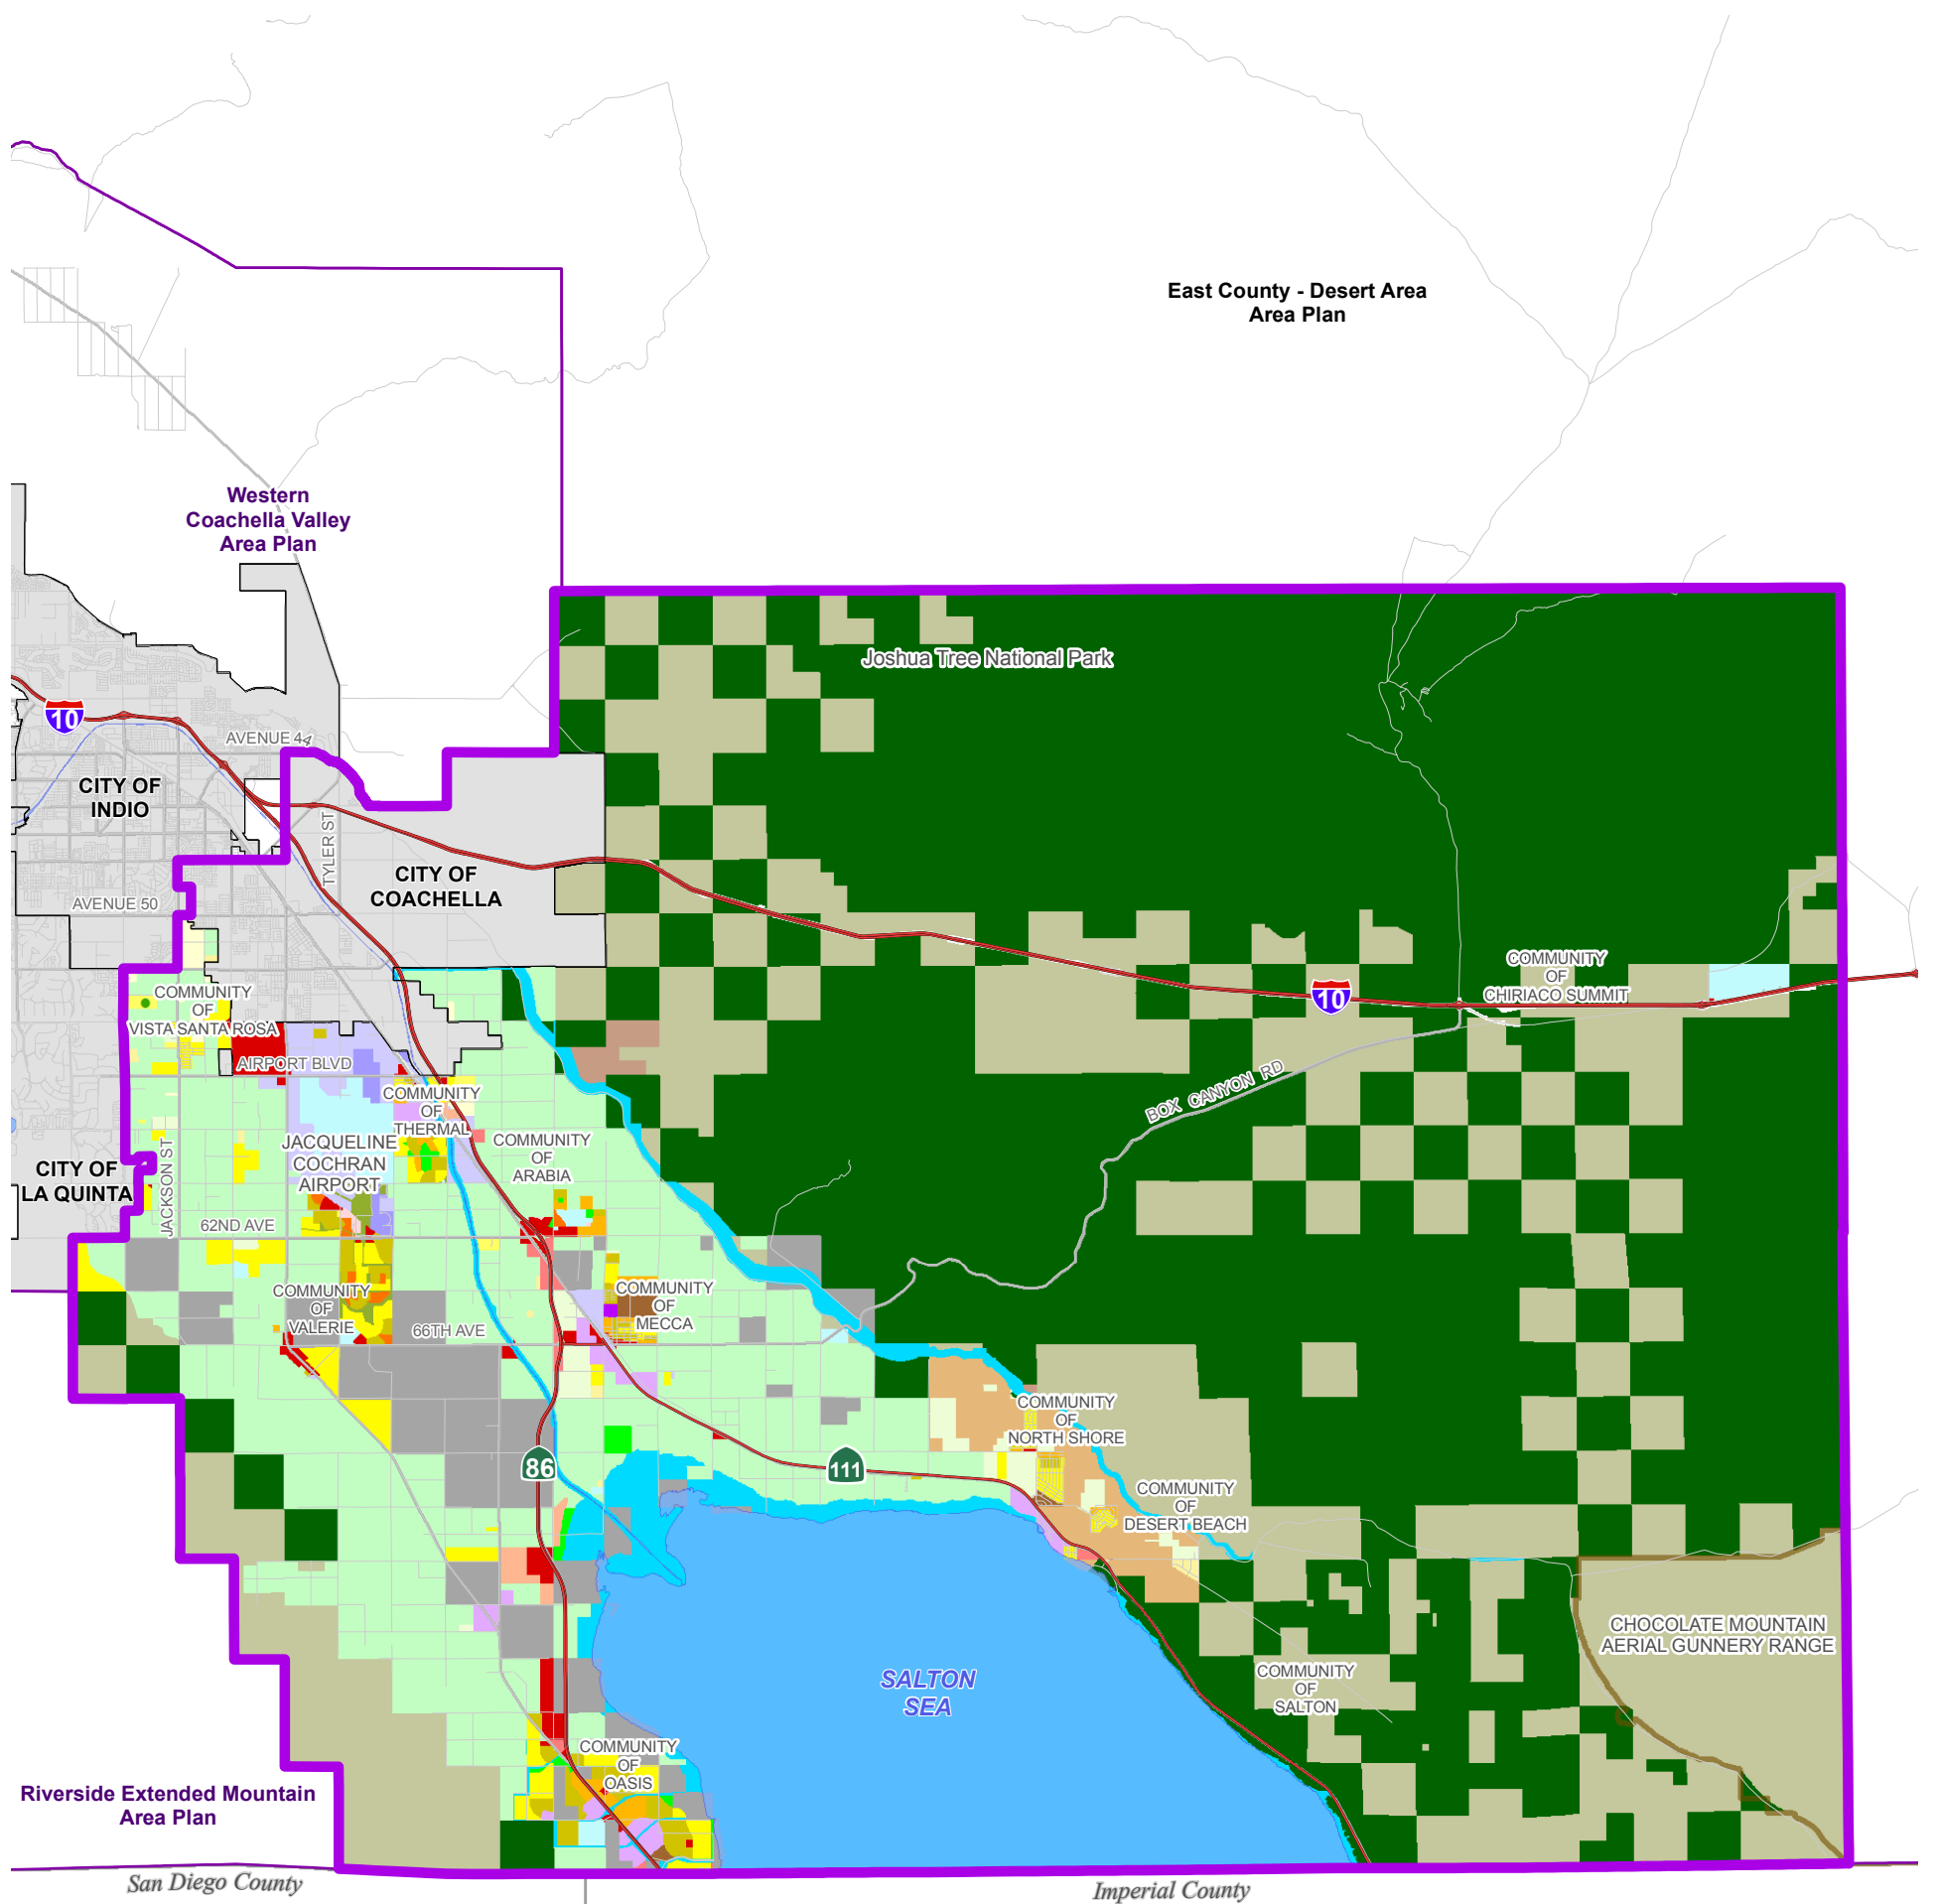 East County - Desert Area
Area Plan
Western
Coachella Valley
Area Plan
Joshua Tree National Park
10
AVENUE 44
CITY OF
INDIO
TYLER ST
CITY OF
COACHELLA
AVENUE 50
COMMUNITY
OF
CHIRIACO SUMMIT
10
COMMUNITY
OF
VISTA SANTA ROSA
AIRPORT BLVD
COMMUNITY
OF
THERMAL
BOX CANYON RD
JACQUELINE
COCHRAN
AIRPORT
COMMUNITY
OF
ARABIA
CITY OF
LA QUINTA
JACKSON ST
62ND AVE
COMMUNITY
OF
VALERIE
COMMUNITY
OF
MECCA
66TH AVE
COMMUNITY
OF
NORTH SHORE
86
111
COMMUNITY
OF
DESERT BEACH
CHOCOLATE MOUNTAIN
AERIAL GUNNERY RANGE
SALTON
SEA
COMMUNITY
OF
SALTON
COMMUNITY
OF
OASIS
Riverside Extended Mountain
Area Plan
San Diego County
Imperial County